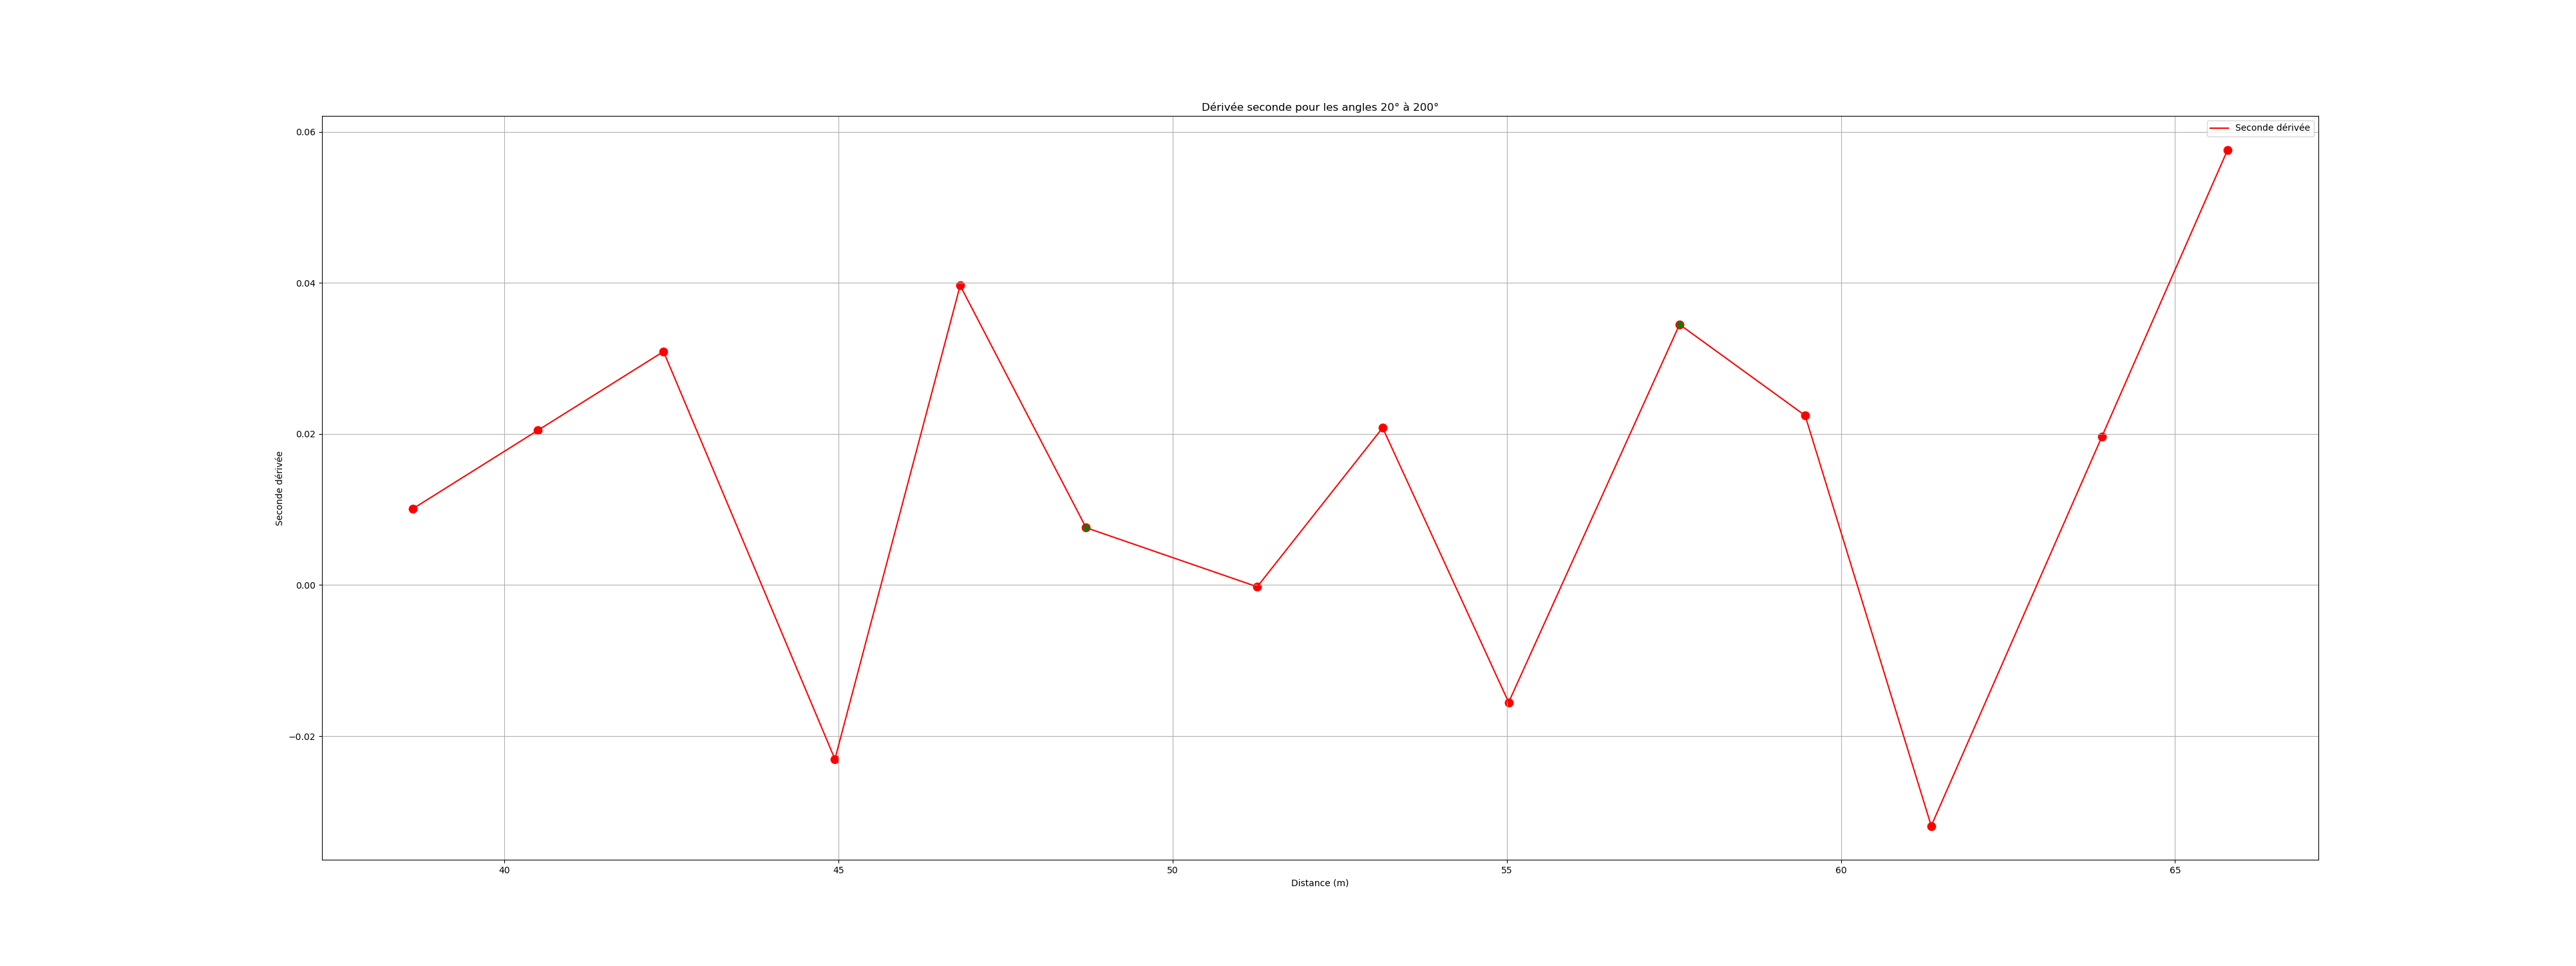 Dérivée seconde pour les angles 20° à 200°
Seconde dérivée
0.06
0.04
0.02
0.00
−0.02
Seconde dérivée
40
45
50
55
60
65
Distance (m)